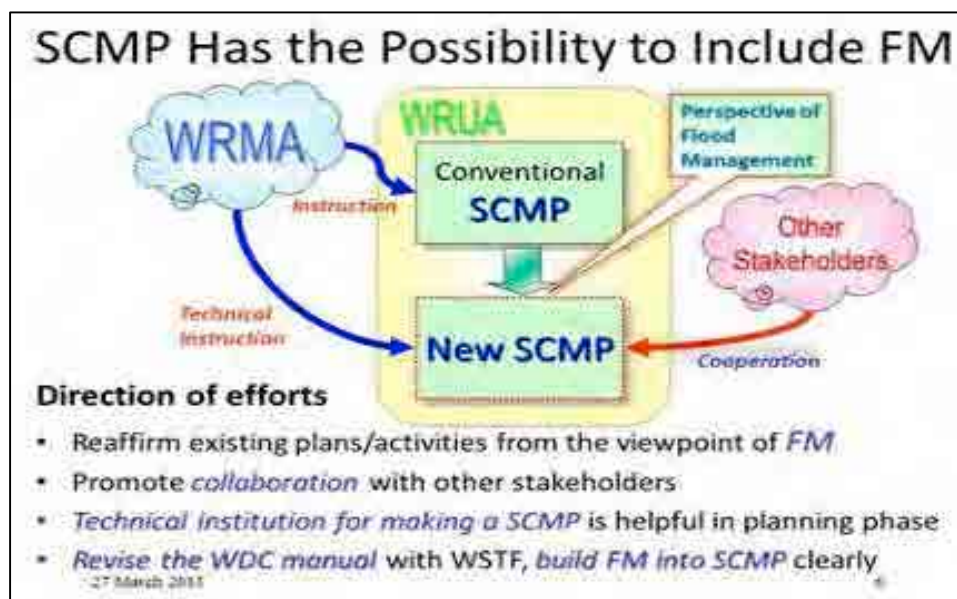 SCMP Has the Possibility to Include FM
WRMA
WRUA
Perspective of
Flood
Management
Conventional
SCMP
Instruction
Other
Stakeholders
Technical
Instruction
New SCMP
Cooperation
Direction of efforts
• Reaffirm existing plans/activities from the viewpoint of FM
• Promote collaboration with other stakeholders
• Technical institution for making a SCMP is helpful in planning phase
• Revise the WDC manual with WSTF, build FM into SCMP clearly
27 March